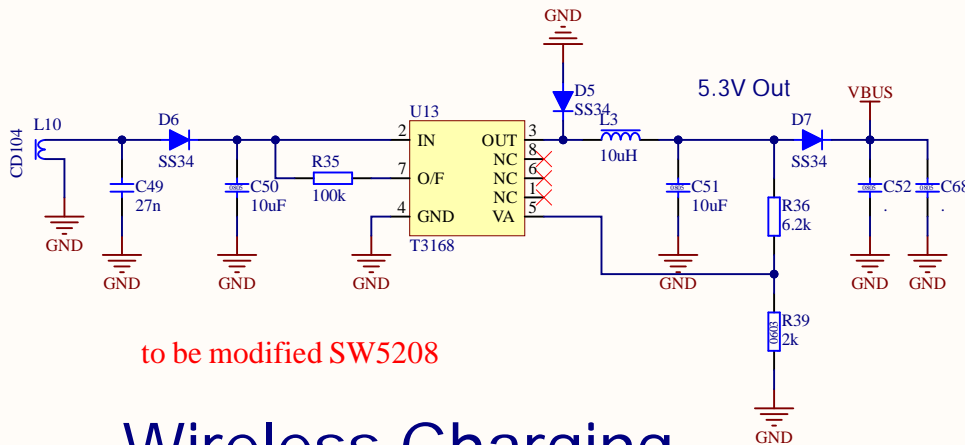 GND
5.3V Out
VBUS
CD104
L10
D6
SS34
U13
D5
SS34
L3
10uH
D7
SS34
2
IN
OUT
3
NC
8
R35
100k
7
O/F
NC
6
NC
1
4
GND
VA
5
T3168
C49
27n
0805
C50
10uF
0805
C51
10uF
R36
6.2k
0805
C52
.
0805
C68
.
GND
GND
GND
GND
GND
GND
GND
GND
0603
R39
2k
GND
to be modified SW5208
Wireless Charging